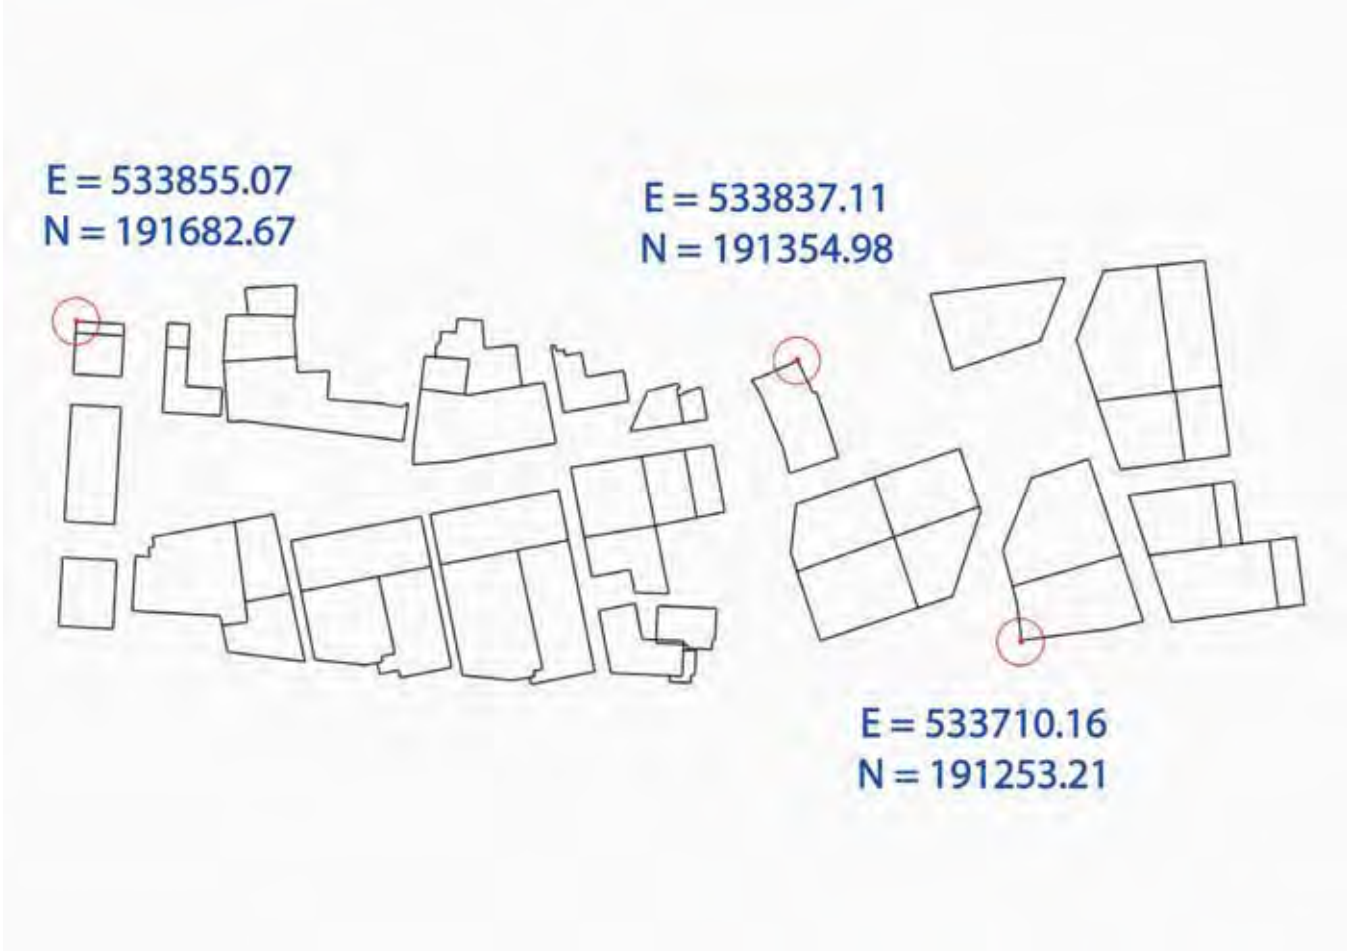 E = 533855.07
N = 191682.67
E = 533837.11
N = 191354.98
E = 533710.16
N = 191253.21